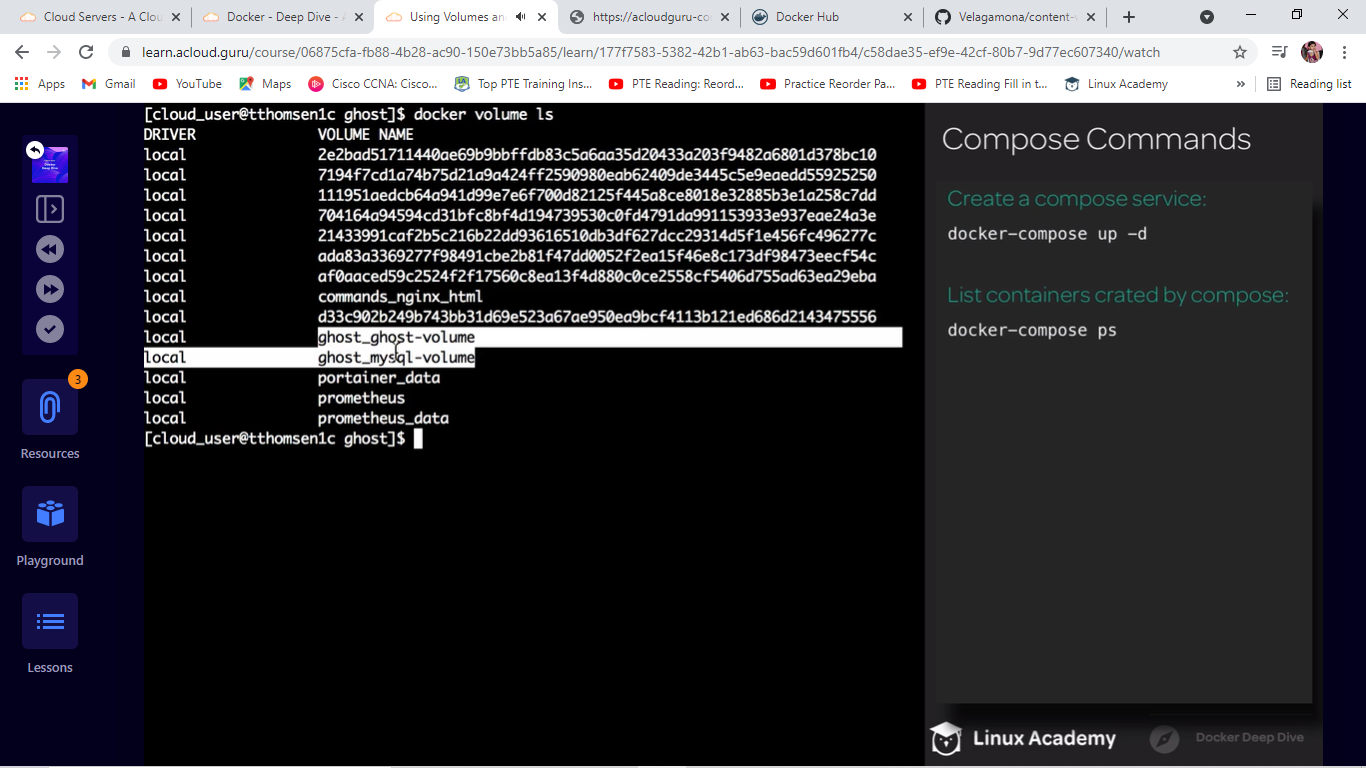 Cloud Servers - A Clou
Docker - Deep Dive - A
Using Volumes an
https://acloudguru-co
Docker Hub
Velagamona/content-
learn.acloud.guru/course/06875cfa-fb88-4b28-ac90-150e73bb5a85/learn/177f7583-5382-42b1-ab63-bac59d601fb4/c58dae35-ef9e-42cf-80b7-9d77ec607340/watch
Apps
Gmail
YouTube
Maps
Cisco CCNA: Cisco...
Top PTE Training Ins...
PTE Reading: Reord...
Practice Reorder Pa...
PTE Reading Fill in t...
Linux Academy
»
Reading list
[cloud_user@tthomsen1c ghost]$ docker volume ls
DRIVER VOLUME NAME
local 2e2bad51711440ae69b9bbffdb83c5a6aa35d20433a203f9482a6801d378bc10
local 7194f7cd1a74b75d21a9a424ff2590980eab62409de3445c5e9eaedd55925250
local 111951aedcb64a941d99e7e6f700d82125f445a8ce8018e32885b3e1a258c7dd
local 704164a94594cd31bfc8bf4d194739530c0fd4791da991153933e937eae24a3e
local 21433991caf2b5c216b22dd93616510db3df627dcc29314d5f1e456fc496277c
local ada83a3369277f98491cbe2b81f47dd0052f2ea15f46e8c173df98473eecf54c
local af0aaced59c2524f2f17560c8ea13f4d880c0ce2558cf5406d755ad63ea29eba
local commands_nginx_html
local d33c902b249b743bb31d69e523a67ae950ea9bcf4113b121ed686d2143475556
local ghost_ghost-volume
local ghost_mysql-volume
local portainer_data
local prometheus
local prometheus_data
[cloud_user@tthomsen1c ghost]$
3
Resources
Playground
Lessons
Compose Commands
Create a compose service:
docker-compose up -d
List containers crated by compose:
docker-compose ps
Linux Academy
Docker Deep Dive